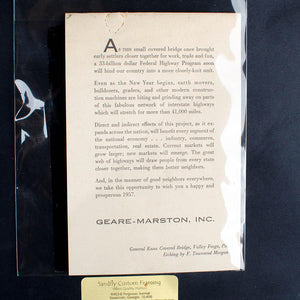 As this small covered bridge once brought
early settlers closer together for work, trade and fun,
a 33-billion dollar Federal Highway Program soon
will bind our country into a more closely-knit unit.
Even as the New Year begins, earth movers,
bulldozers, graders, and other modern construc-
tion machines are biting and grinding away on parts
of this fabulous network of interstate highways
which will stretch for more than 41,000 miles.
Direct and indirect effects of this project, as it ex-
pands across the nation, will benefit every segment of
the national economy . . . industry, commerce,
transportation, real estate. Current markets will
grow larger; new markets will emerge. The great
web of highways will draw people from every state
closer together, making them better neighbors.
And, in the manner of good neighbors everywhere,
we take this opportunity to wish you a happy and
prosperous 1957.
GEARE-MARSTON, INC.
General Knox Covered Bridge, Valley Forge, Pa.
Etching by F. Townsend Morgan
Sandfly Custom Framing